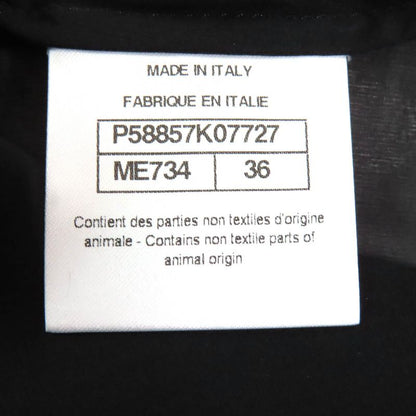 MADE IN ITALY
FABRIQUE EN ITALIE
P58857K07727
ME734 36
Contient des parties non textiles d'origine
animale - Contains non textile parts of
animal origin